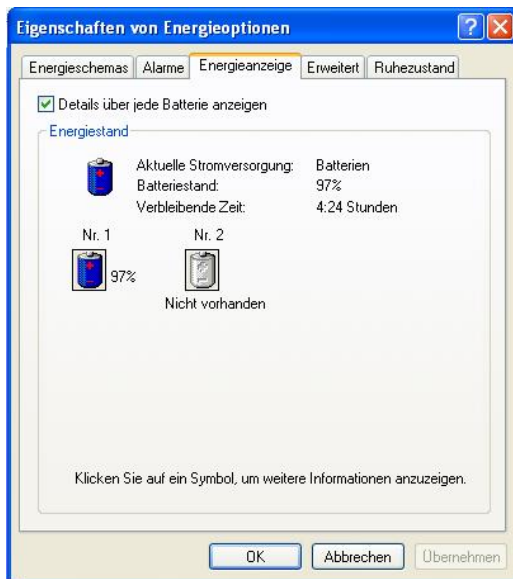 Eigenschaften von Energieoptionen
Energieschemas Alarme Energieanzeige Erweitert Ruhezustand
Details über jede Batterie anzeigen
Energiestand
Aktuelle Stromversorgung: Batterien
Batteriestand: 97%
Verbleibende Zeit: 4:24 Stunden
Nr. 1 Nr. 2
97%
Nicht vorhanden
Klicken Sie auf ein Symbol, um weitere Informationen anzuzeigen.
OK Abbrechen Übernehmen